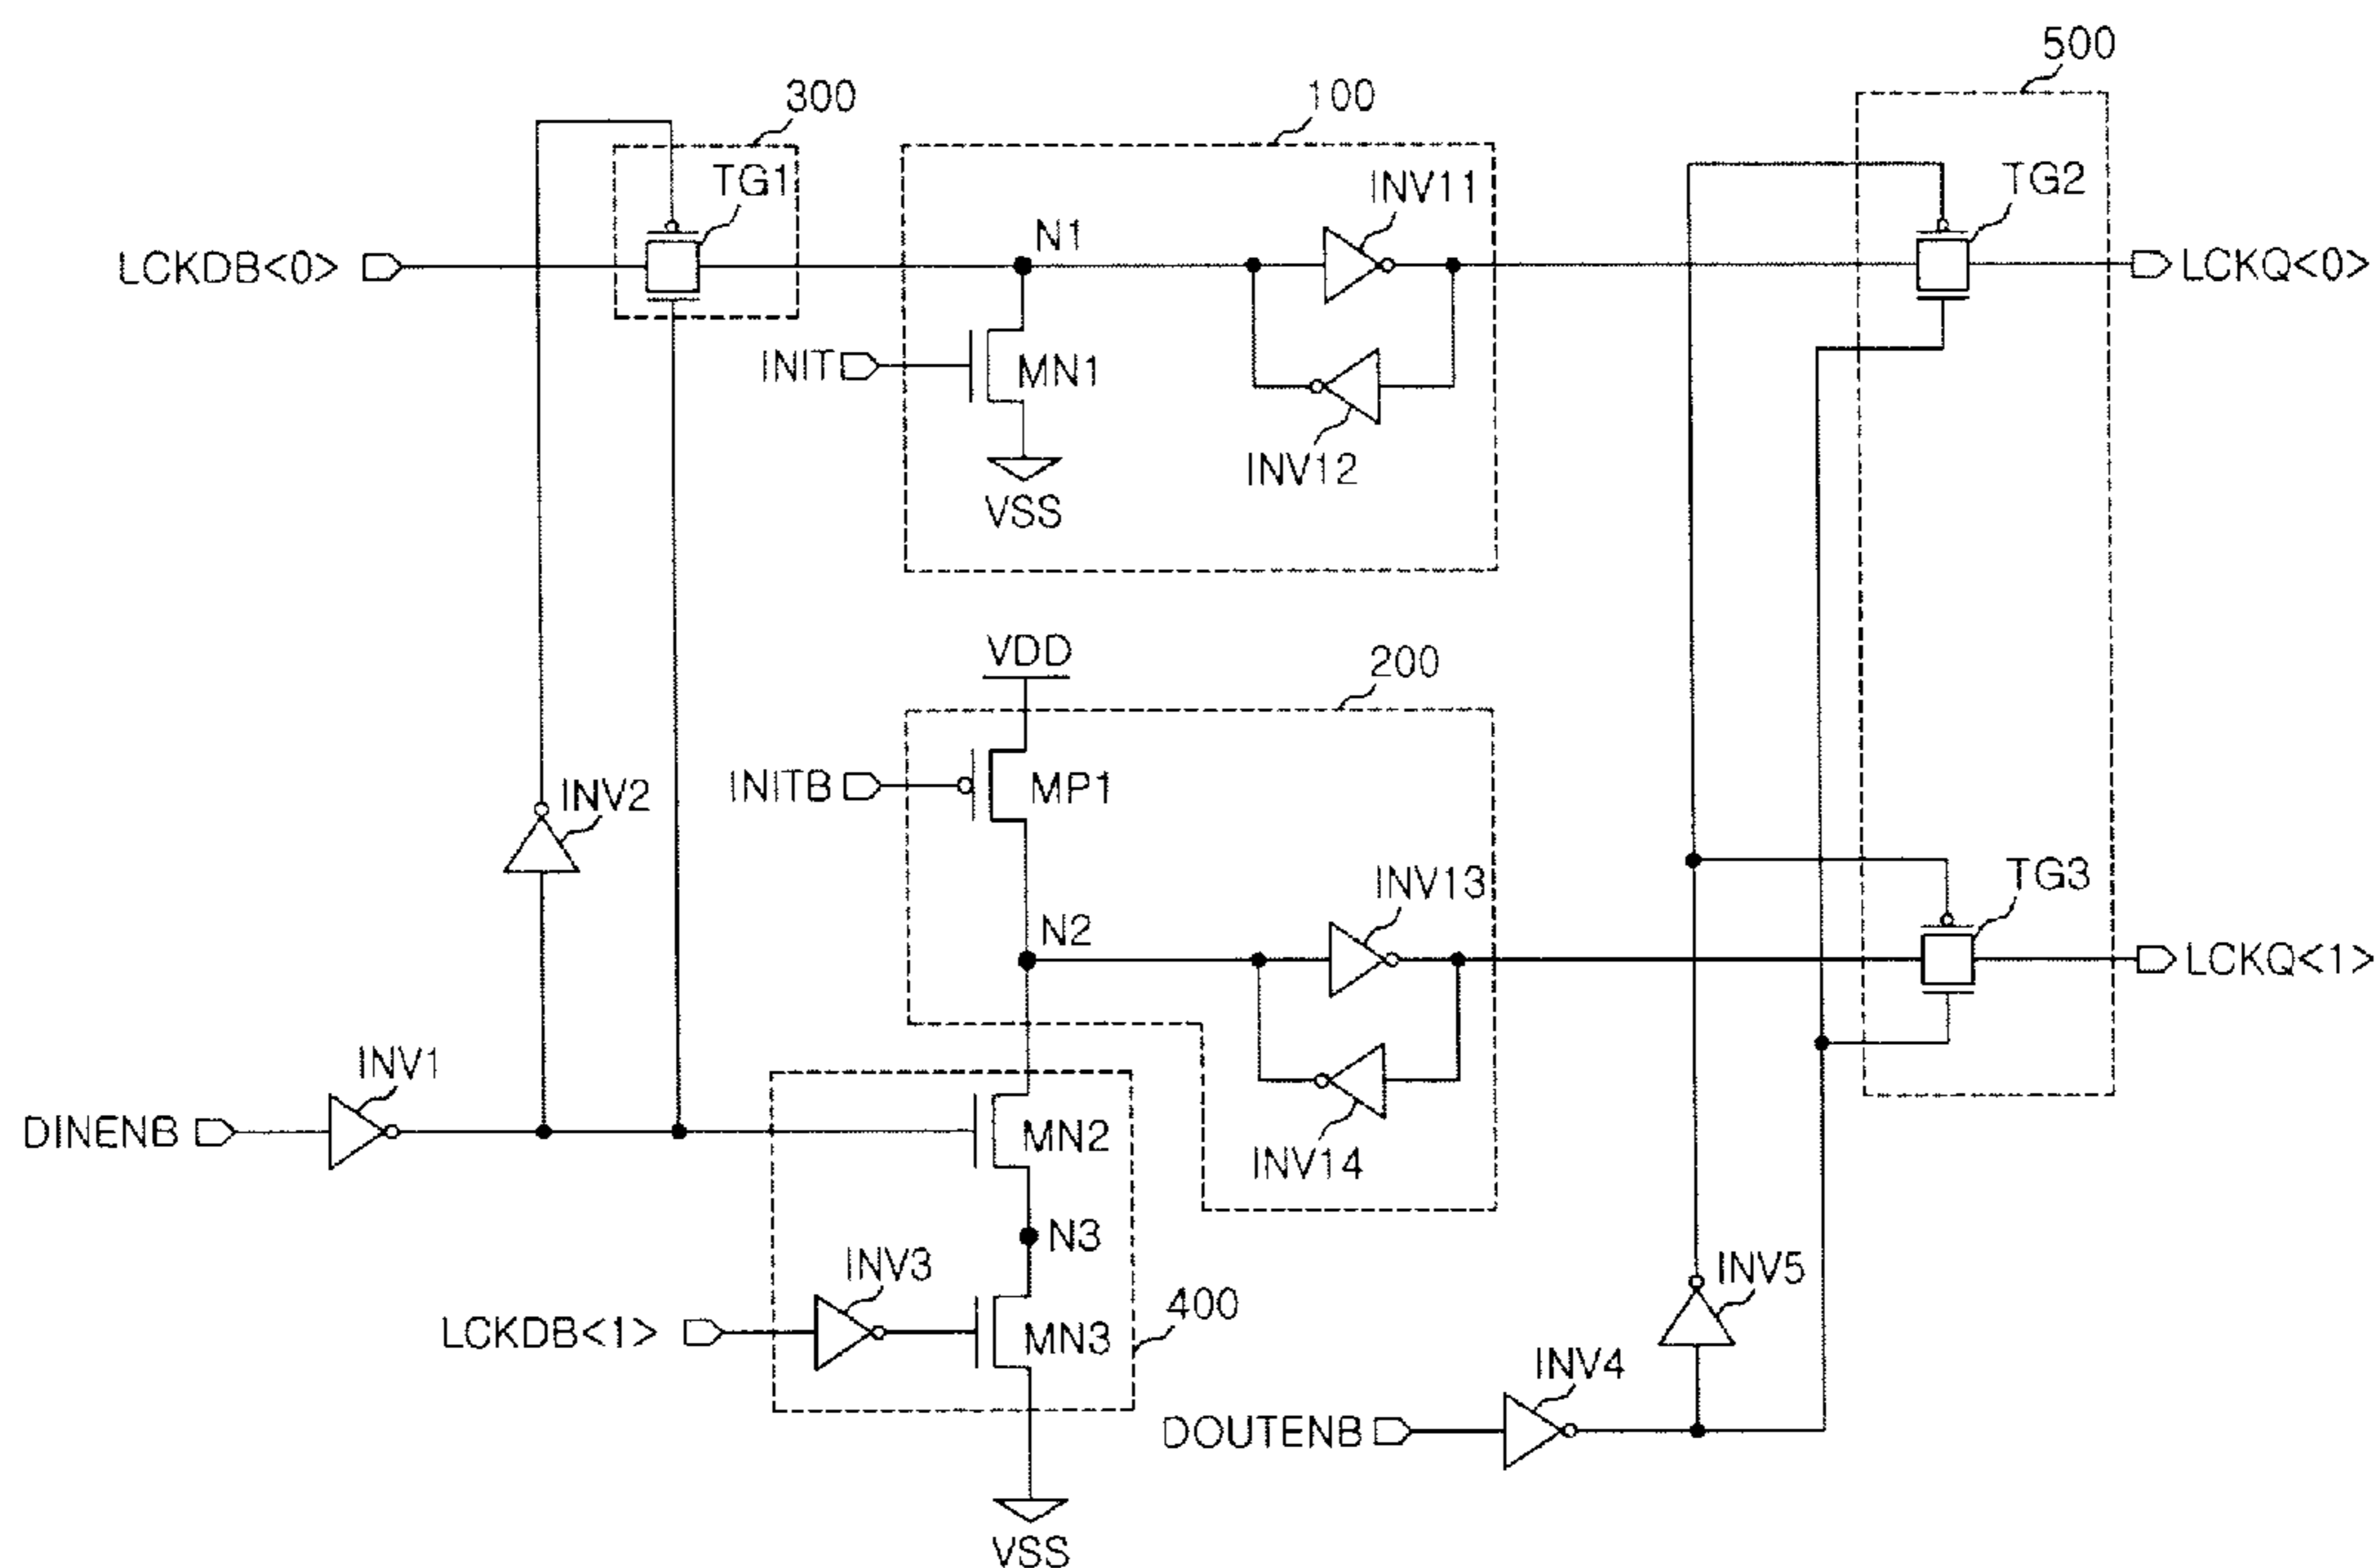 500
300
100
TG1
INV11
TG2
LCKDB<0>
N1
LCKQ<0>
INIT
MN1
INV12
VSS
VDD
200
INITB
MP1
INV2
INV13
TG3
N2
LCKQ<1>
INV1
DINENB
MN2
INV14
N3
INV3
INV5
400
LCKDB<1>
MN3
INV4
DOUTENB
VSS